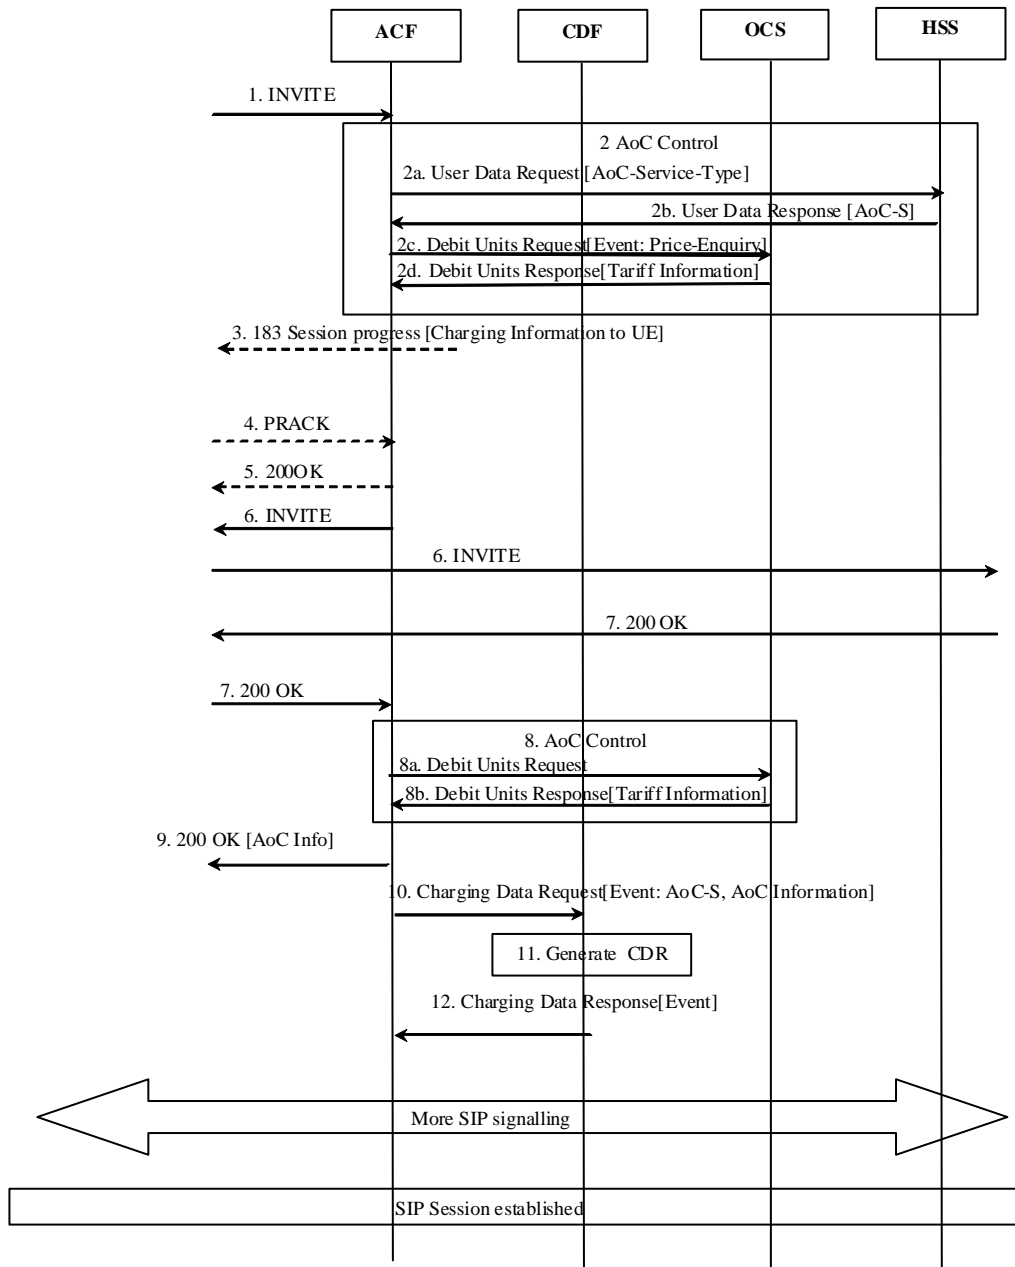 ACF CDF OCS HSS
1. INVITE
2 AoC Control
2a. User Data Request [AoC-Service-Type]
2b. User Data Response [AoC-S]
2c. Debit Units Request[Event: Price-Enquiry]
2d. Debit Units Response[Tariff Information]
3. 183 Session progress [Charging Information to UE]
4. PRACK
5. 200OK
6. INVITE
6. INVITE
7. 200 OK
7. 200 OK
8. AoC Control
8a. Debit Units Request
8b. Debit Units Response[Tariff Information]
9. 200 OK [AoC Info]
10. Charging Data Request[Event: AoC-S, AoC Information]
11. Generate CDR
12. Charging Data Response[Event]
More SIP signalling
SIP Session established